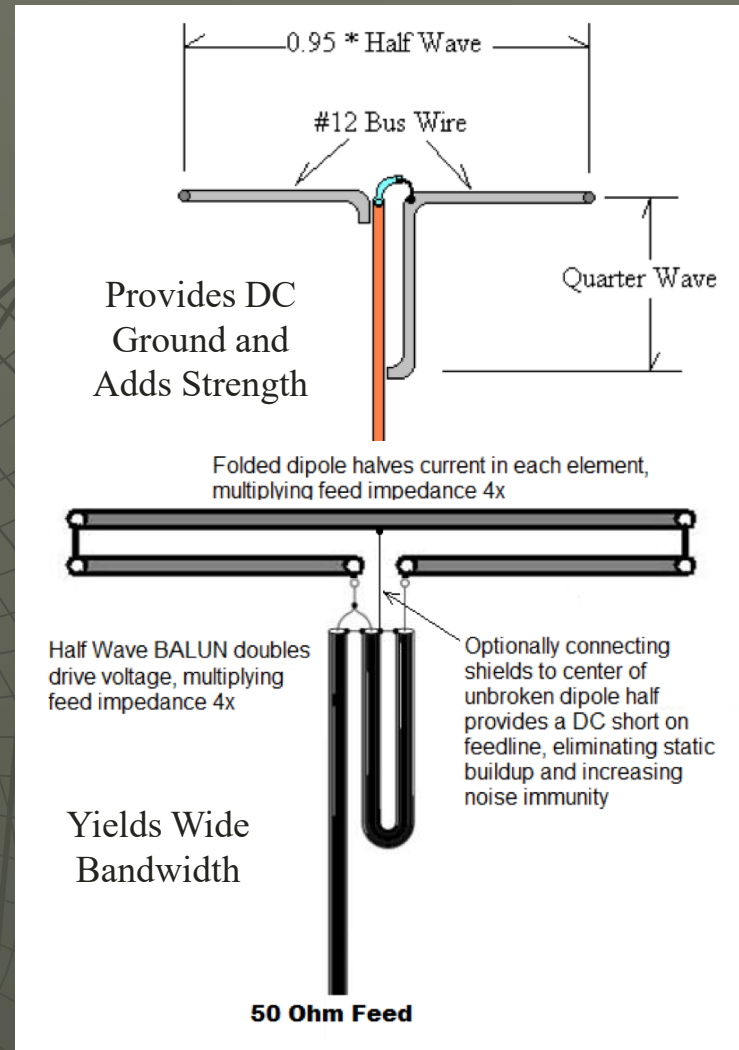 0.95 * Half Wave
#12 Bus Wire
Quarter Wave
Provides DC
Ground and
Adds Strength
Folded dipole halves current in each element,
multiplying feed impedance 4x
Half Wave BALUN doubles
drive voltage, multiplying
feed impedance 4x
Optionally connecting
shields to center of
unbroken dipole half
provides a DC short on
feedline, eliminating static
buildup and increasing
noise immunity
Yields Wide
Bandwidth
50 Ohm Feed